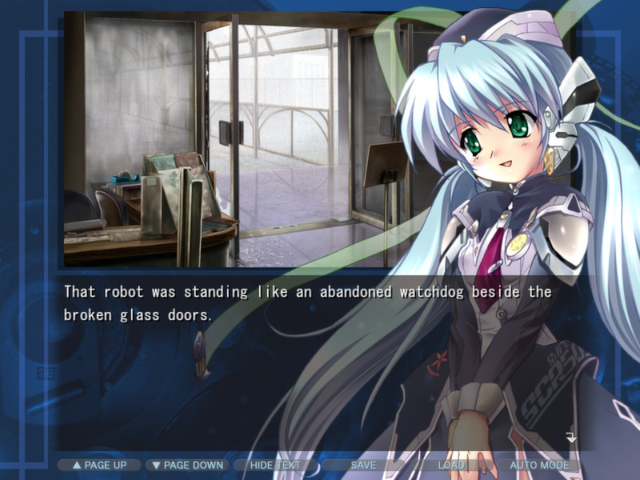 That robot was standing like an abandoned watchdog beside the
broken glass doors.
▲ PAGE UP ▼ PAGE DOWN HIDE TEXT SAVE LOAD AUTO MODE